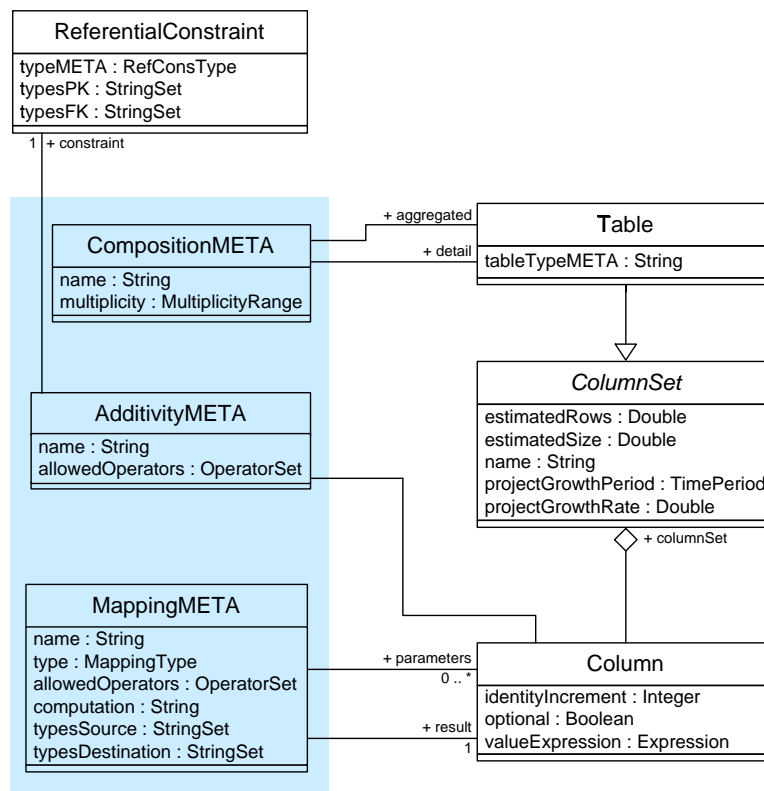 ReferentialConstraint
typeMETA : RefConsType
typesPK : StringSet
typesFK : StringSet
1 + constraint
CompositionMETA
name : String
multiplicity : MultiplicityRange
+ aggregated
+ detail
Table
tableTypeMETA : String
ColumnSet
estimatedRows : Double
estimatedSize : Double
name : String
projectGrowthPeriod : TimePeriod
projectGrowthRate : Double
+ columnSet
AdditivityMETA
name : String
allowedOperators : OperatorSet
MappingMETA
name : String
type : MappingType
allowedOperators : OperatorSet
computation : String
typesSource : StringSet
typesDestination : StringSet
+ parameters
0 .. *
+ result
1
Column
identityIncrement : Integer
optional : Boolean
valueExpression : Expression